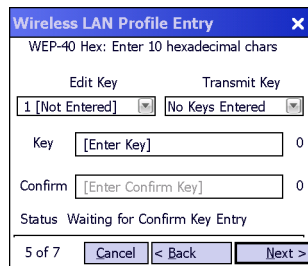 Wireless LAN Profile Entry X
WEP-40 Hex: Enter 10 hexadecimal chars
Edit Key Transmit Key
1 [Not Entered] No Keys Entered
Key [Enter Key] 0
Confirm [Enter Confirm Key] 0
Status Waiting for Confirm Key Entry
5 of 7 Cancel < Back Next >